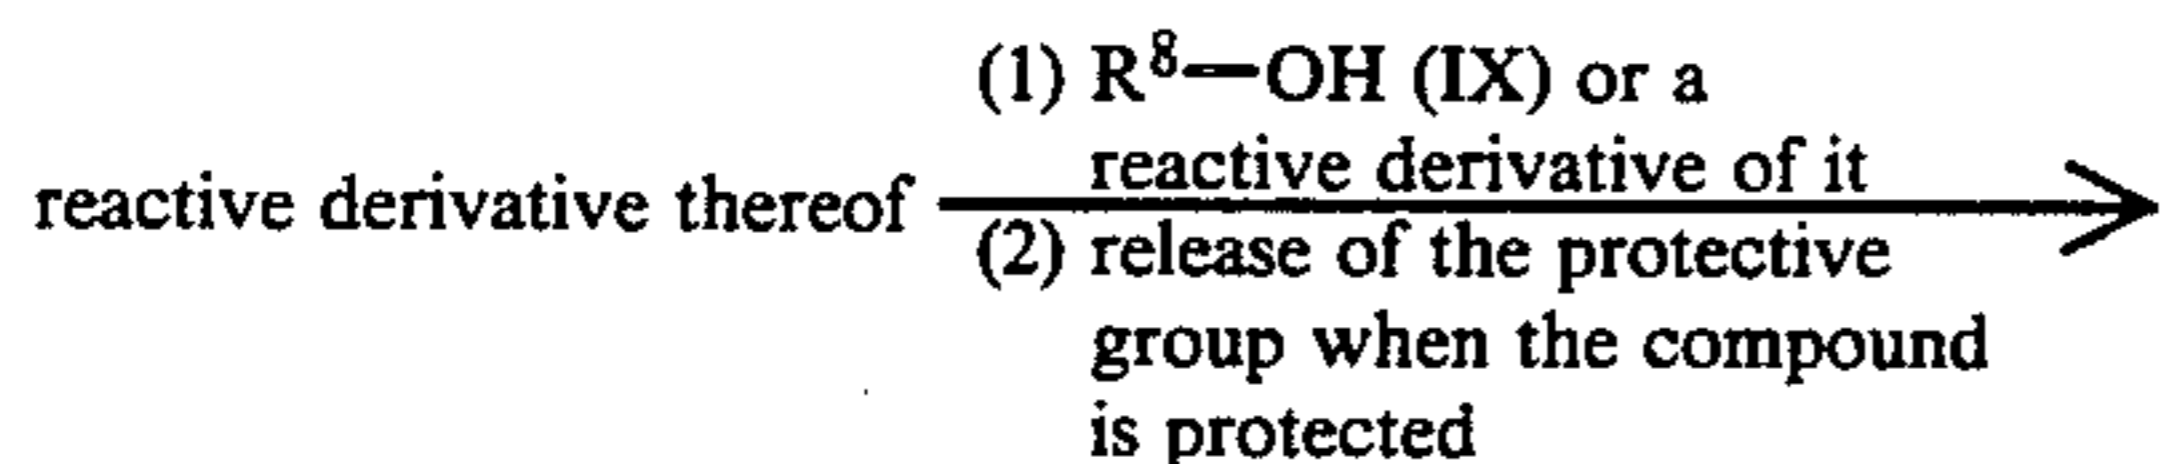 (1) R⁸—OH (IX) or a
reactive derivative of it
reactive derivative thereof
(2) release of the protective
group when the compound
is protected